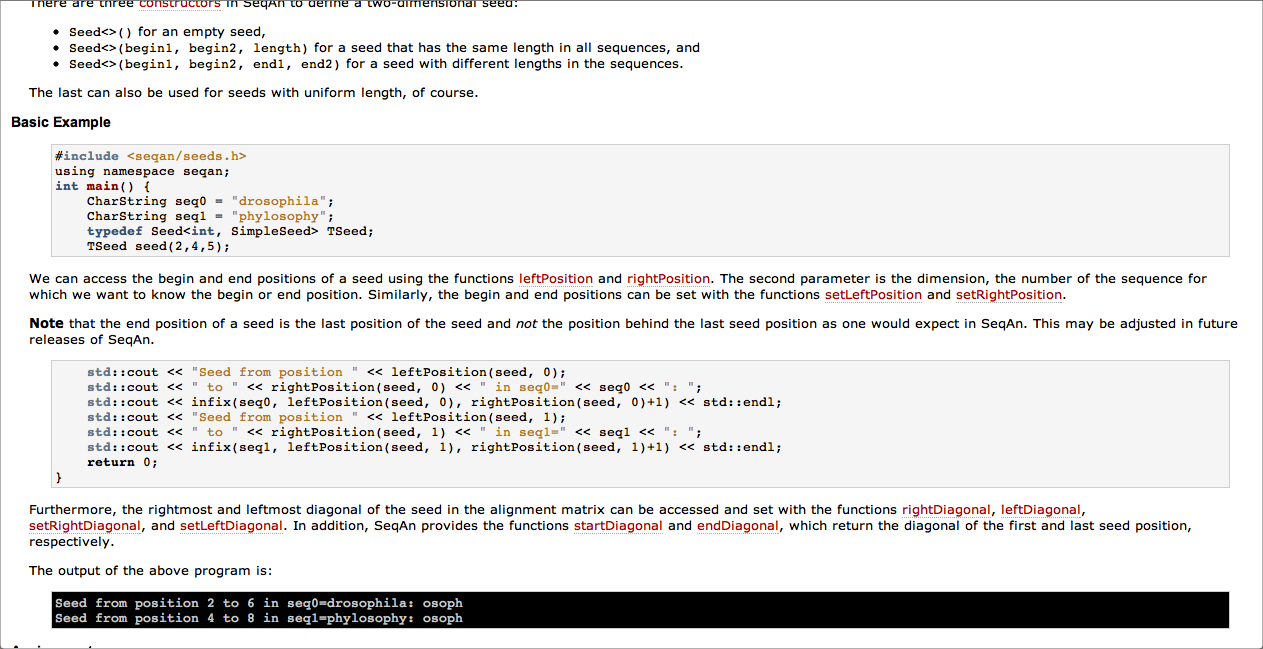 There are three constructors in SeqAn to define a two-dimensional seed:
• Seed<>() for an empty seed,
• Seed<>(begin1, begin2, length) for a seed that has the same length in all sequences, and
• Seed<>(begin1, begin2, end1, end2) for a seed with different lengths in the sequences.
The last can also be used for seeds with uniform length, of course.
Basic Example
#include <seqan/seeds.h>
using namespace seqan;
int main() {
    CharString seq0 = "drosophila";
    CharString seq1 = "phylosophy";
    typedef Seed<int, SimpleSeed> TSeed;
    TSeed seed(2,4,5);
We can access the begin and end positions of a seed using the functions leftPosition and rightPosition. The second parameter is the dimension, the number of the sequence for
which we want to know the begin or end position. Similarly, the begin and end positions can be set with the functions setLeftPosition and setRightPosition.
Note that the end position of a seed is the last position of the seed and not the position behind the last seed position as one would expect in SeqAn. This may be adjusted in future
releases of SeqAn.
    std::cout << "Seed from position " << leftPosition(seed, 0);
    std::cout << " to " << rightPosition(seed, 0) << " in seq0=" << seq0 << ": ";
    std::cout << infix(seq0, leftPosition(seed, 0), rightPosition(seed, 0)+1) << std::endl;
    std::cout << "Seed from position " << leftPosition(seed, 1);
    std::cout << " to " << rightPosition(seed, 1) << " in seq1=" << seq1 << ": ";
    std::cout << infix(seq1, leftPosition(seed, 1), rightPosition(seed, 1)+1) << std::endl;
    return 0;
}
Furthermore, the rightmost and leftmost diagonal of the seed in the alignment matrix can be accessed and set with the functions rightDiagonal, leftDiagonal,
setRightDiagonal, and setLeftDiagonal. In addition, SeqAn provides the functions startDiagonal and endDiagonal, which return the diagonal of the first and last seed position,
respectively.
The output of the above program is:
Seed from position 2 to 6 in seq0=drosophila: osoph
Seed from position 4 to 8 in seq1=phylosophy: osoph